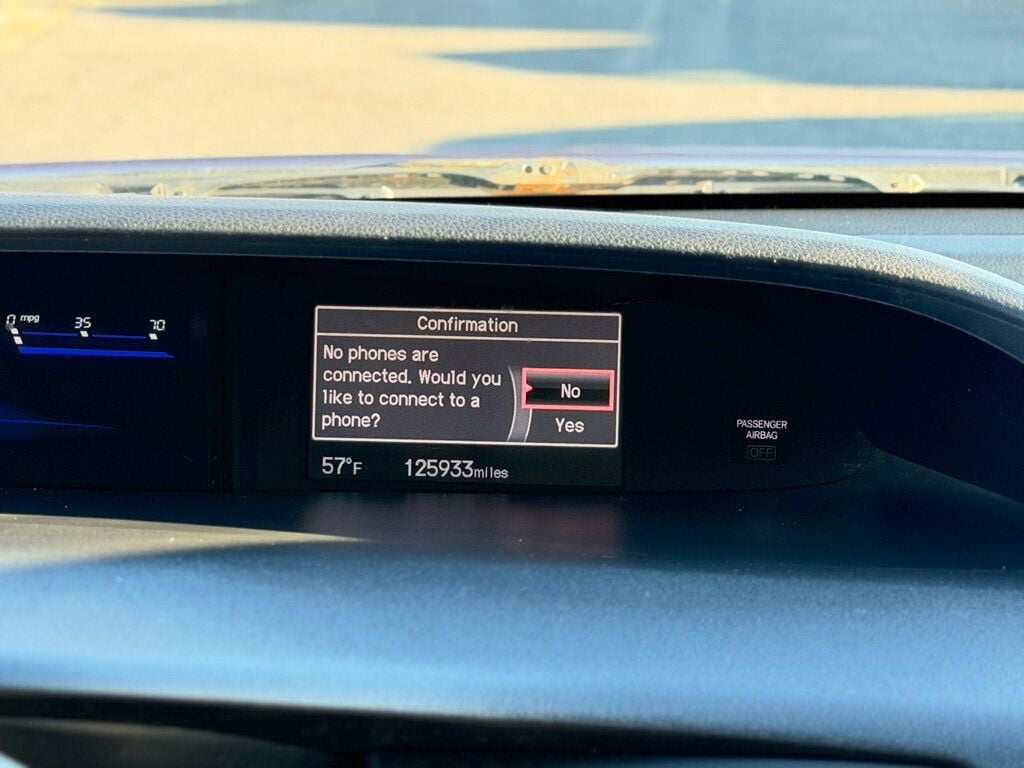 0 mpg 35 70
Confirmation
No phones are
connected. Would you
like to connect to a
phone?
No
Yes
57°F 125933miles
PASSENGER
AIRBAG
OFF